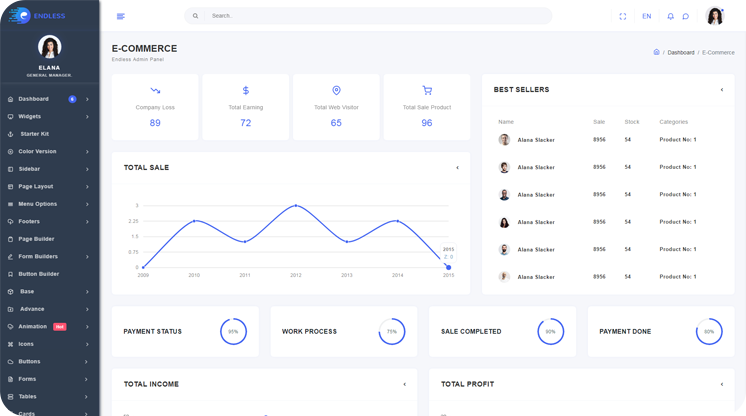 ENDLESS
ELANA
GENERAL MANAGER.
Dashboard 6
Widgets
Starter Kit
Color Version
Sidebar
Page Layout
Menu Options
Footers
Page Builder
Form Builders
Button Builder
Base
Advance
Animation Hot
Icons
Buttons
Forms
Tables
Cards
Search..
EN
E-COMMERCE
Endless Admin Panel
/ Dashboard / E-Commerce
Company Loss
89
Total Earning
72
Total Web Visitor
65
Total Sale Product
96
TOTAL SALE
3
2.25
1.5
0.75
0
2009 2010 2011 2012 2013 2014 2015
2015
Z 0
BEST SELLERS
Name Sale Stock Categories
Alana Slacker 8956 54 Product No: 1
Alana Slacker 8956 54 Product No: 1
Alana Slacker 8956 54 Product No: 1
Alana Slacker 8956 54 Product No: 1
Alana Slacker 8956 54 Product No: 1
Alana Slacker 8956 54 Product No: 1
PAYMENT STATUS
WORK PROCESS 75%
SALE COMPLETED 90%
PAYMENT DONE
TOTAL INCOME
TOTAL PROFIT